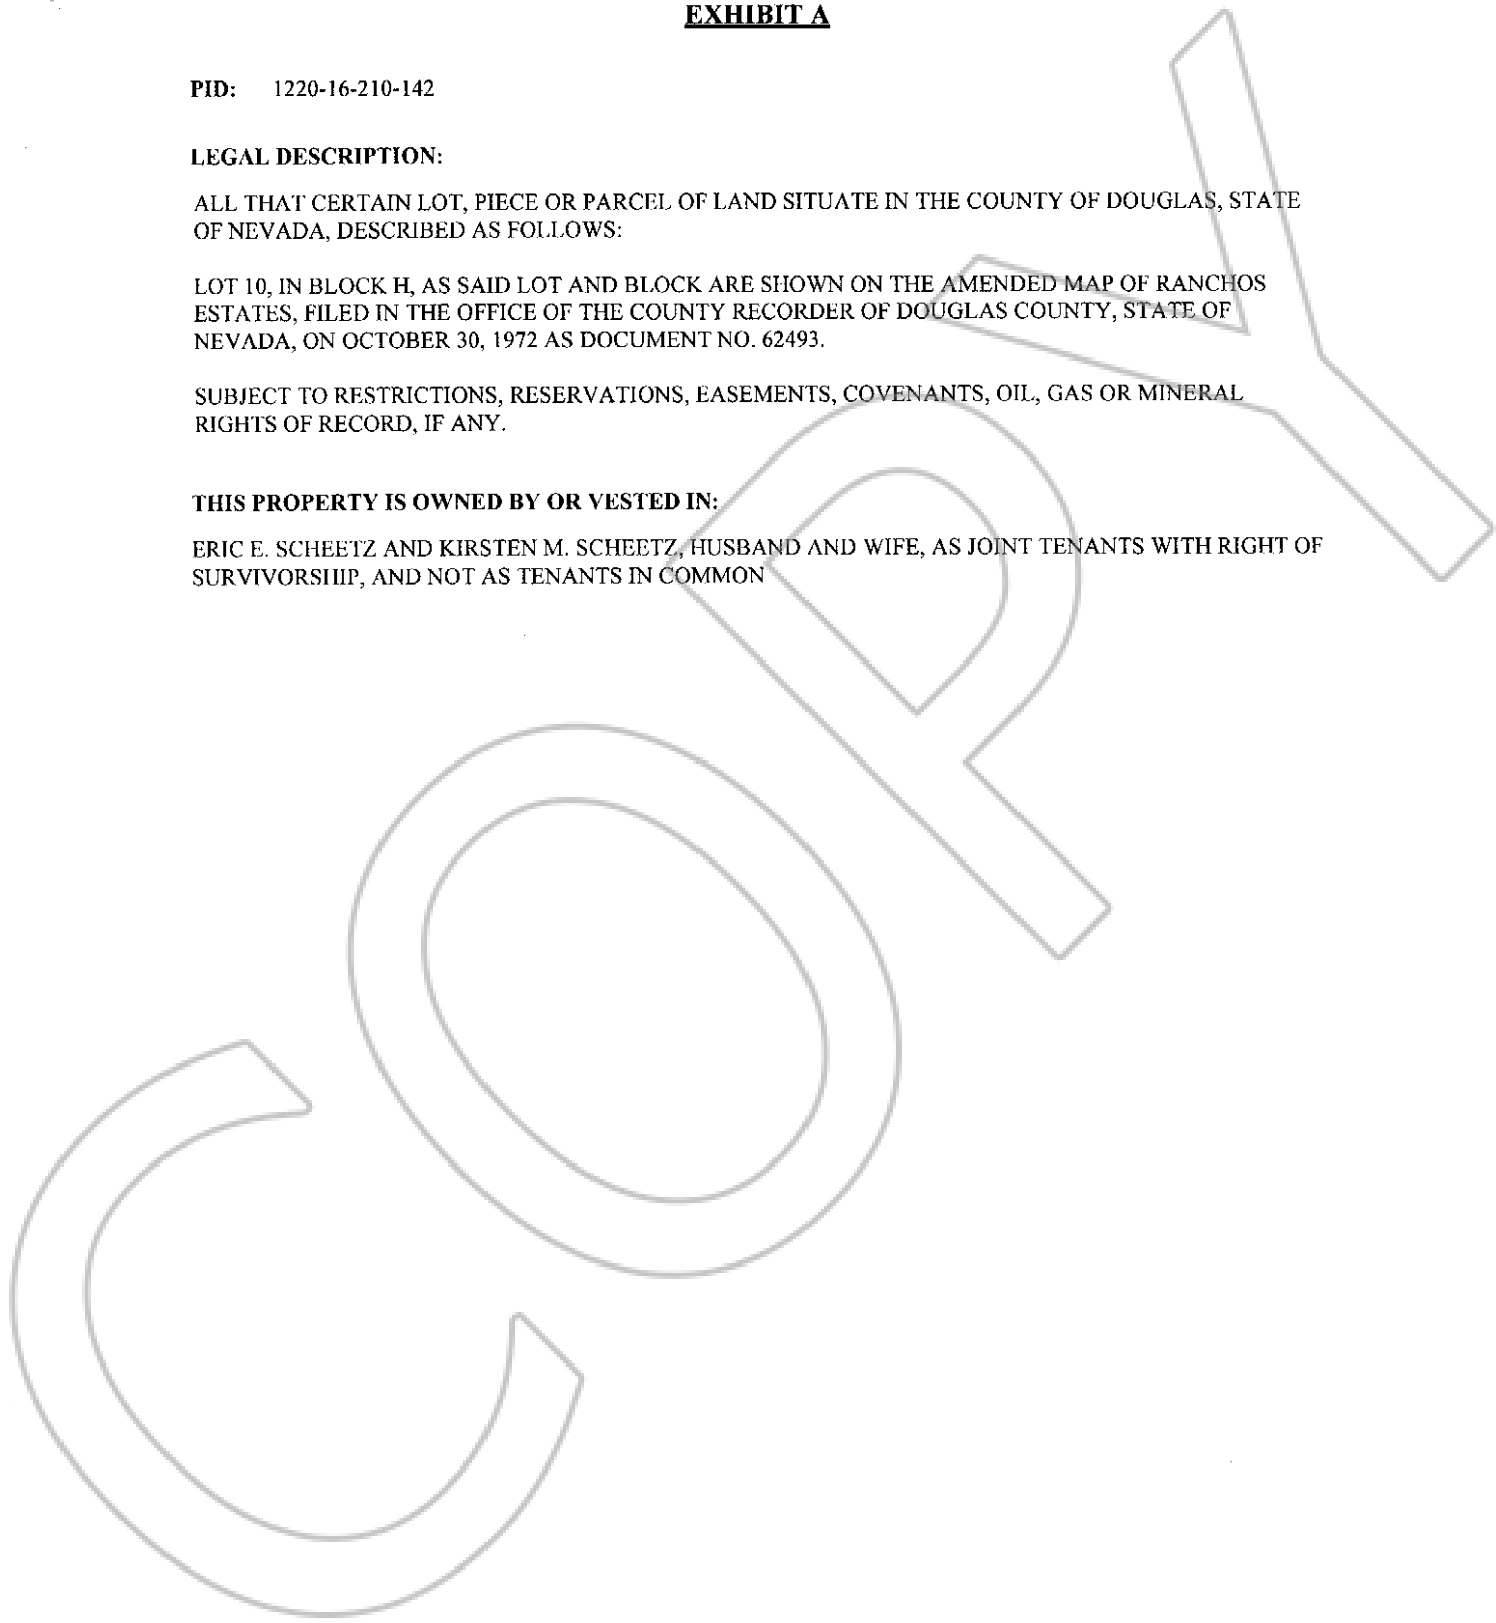 EXHIBIT A
PID: 1220-16-210-142
LEGAL DESCRIPTION:
ALL THAT CERTAIN LOT, PIECE OR PARCEL OF LAND SITUATE IN THE COUNTY OF DOUGLAS, STATE
OF NEVADA, DESCRIBED AS FOLLOWS:
LOT 10, IN BLOCK H, AS SAID LOT AND BLOCK ARE SHOWN ON THE AMENDED MAP OF RANCHOS
ESTATES, FILED IN THE OFFICE OF THE COUNTY RECORDER OF DOUGLAS COUNTY, STATE OF
NEVADA, ON OCTOBER 30, 1972 AS DOCUMENT NO. 62493.
SUBJECT TO RESTRICTIONS, RESERVATIONS, EASEMENTS, COVENANTS, OIL, GAS OR MINERAL
RIGHTS OF RECORD, IF ANY.
THIS PROPERTY IS OWNED BY OR VESTED IN:
ERIC E. SCHEETZ AND KIRSTEN M. SCHEETZ, HUSBAND AND WIFE, AS JOINT TENANTS WITH RIGHT OF
SURVIVORSHIP, AND NOT AS TENANTS IN COMMON
COPY